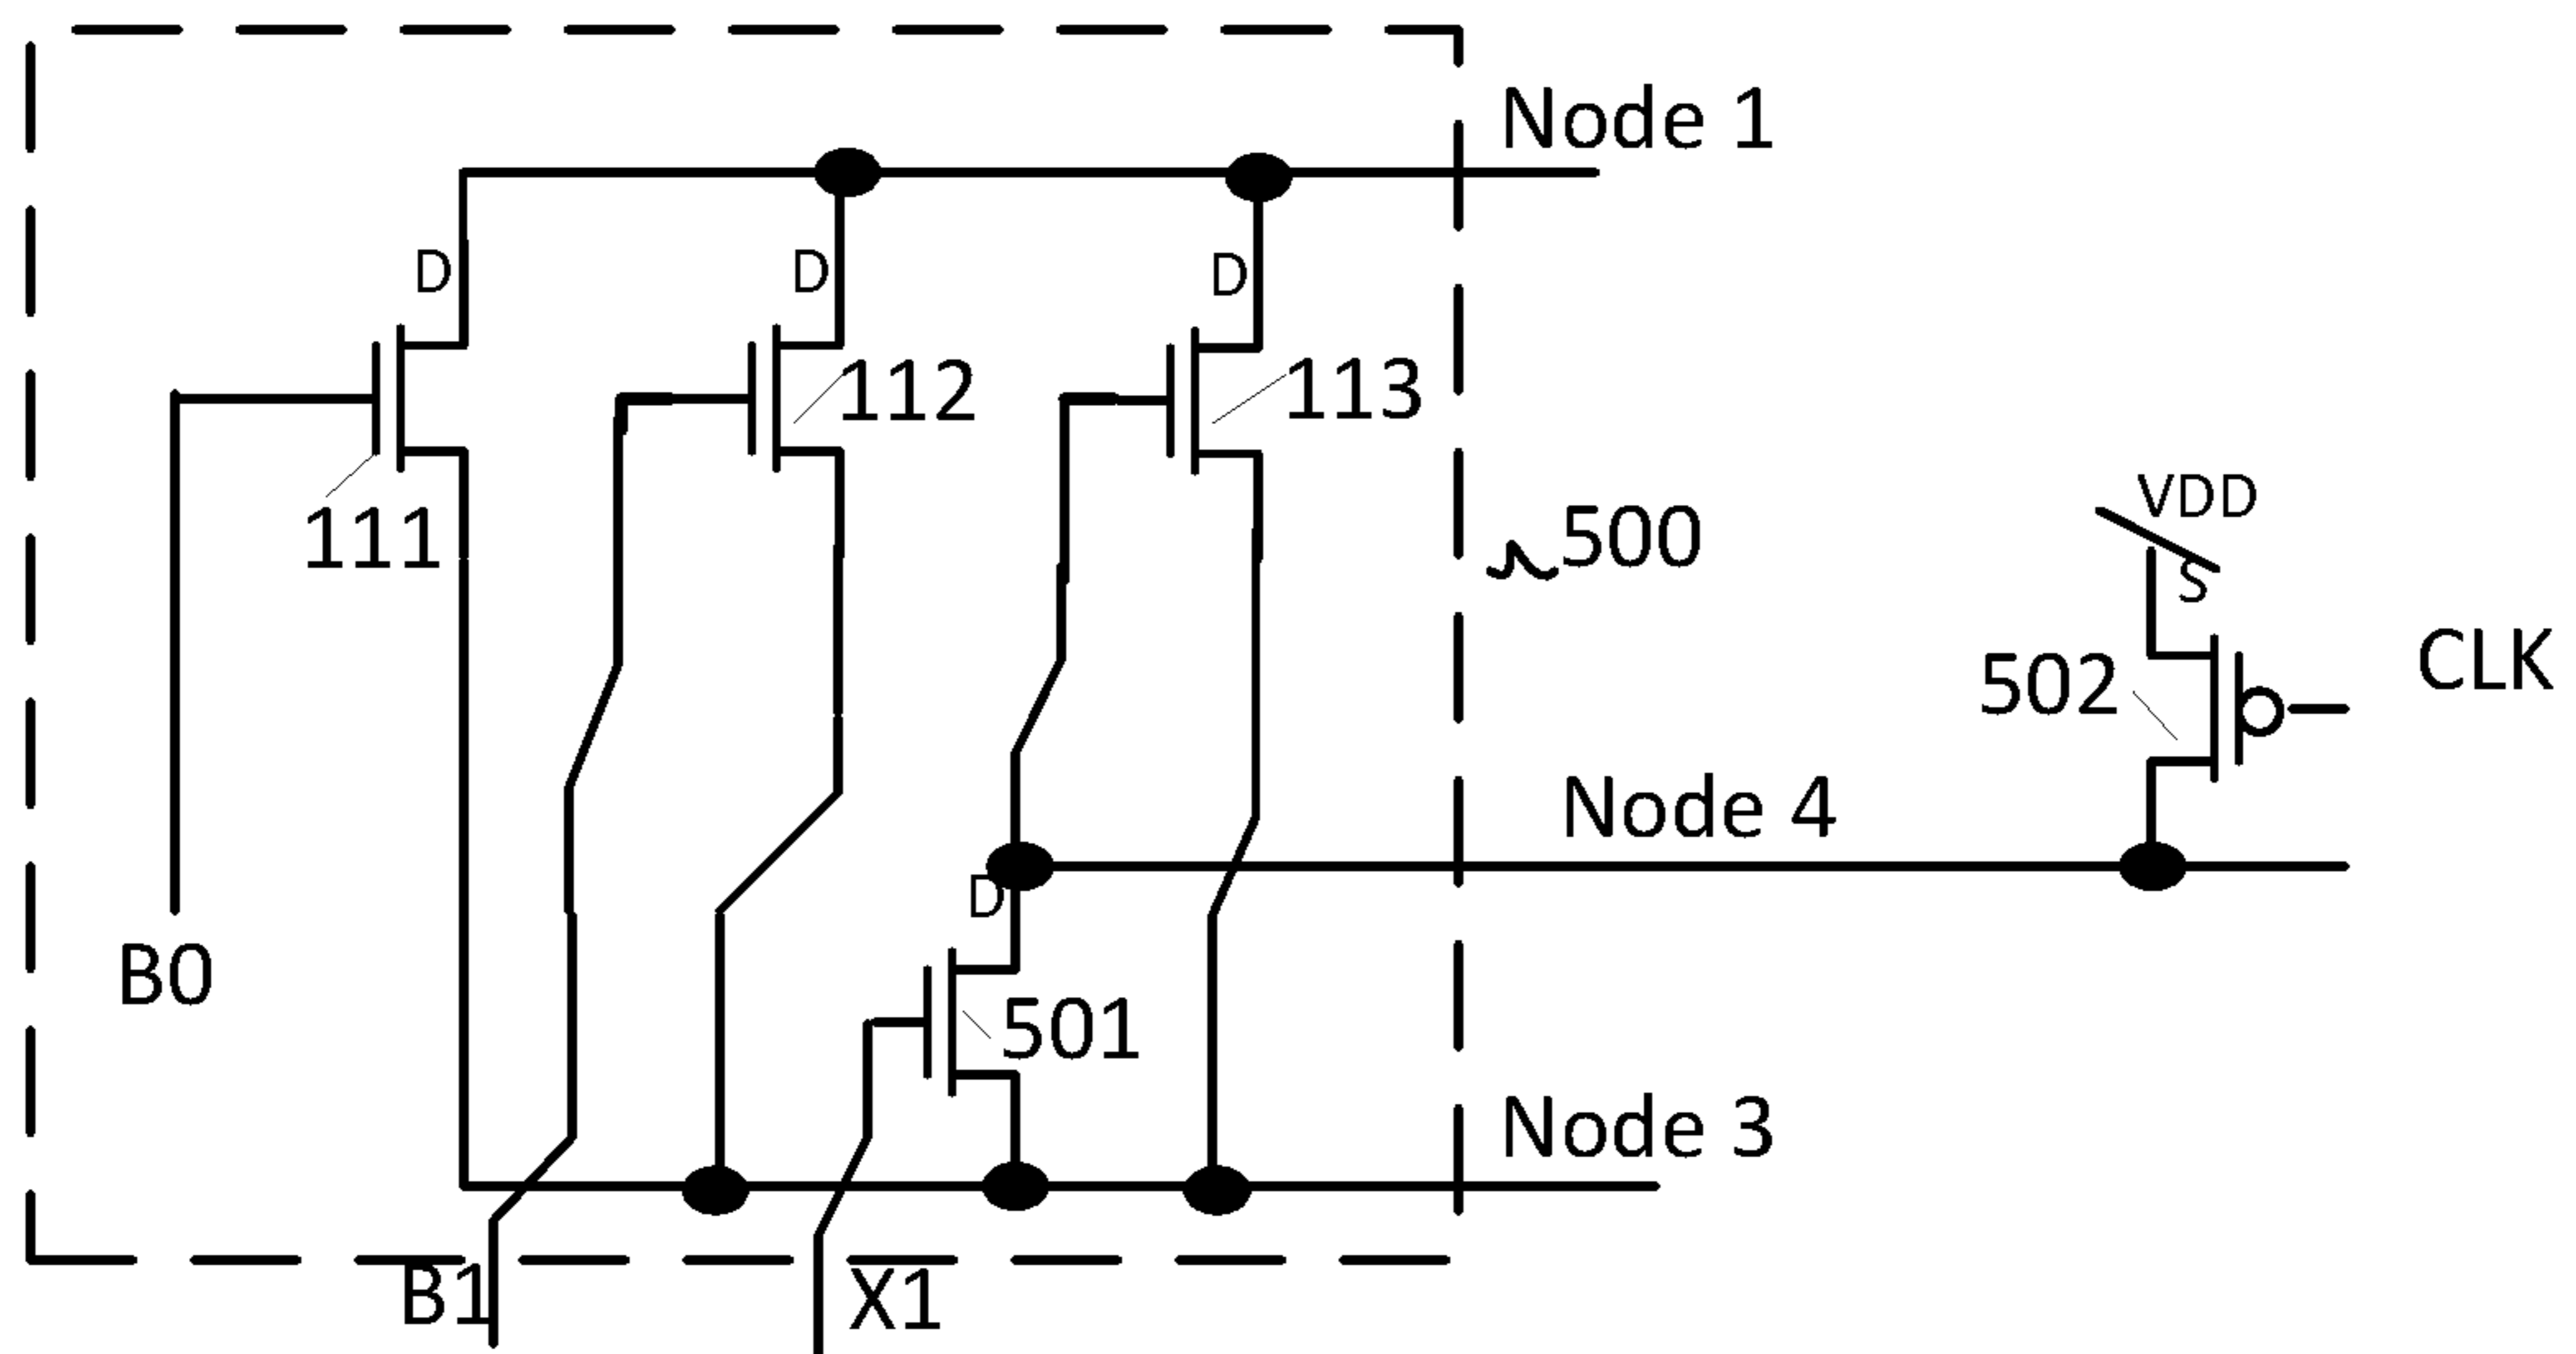 Node 1
D
D
D
112
113
111
VDD
500
S
CLK
502
Node 4
D
B0
501
Node 3
B1
X1